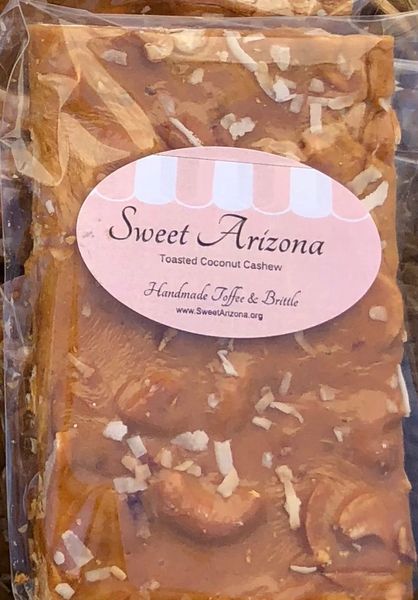 Sweet Arizona
Toasted Coconut Cashew
Handmade Toffee & Brittle
www.SweetArizona.org